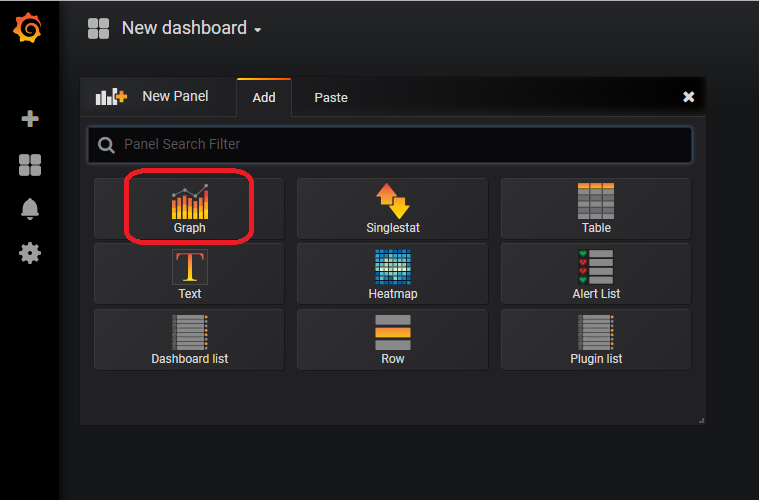 New dashboard
New Panel
Add
Paste
Panel Search Filter
Graph
Singlestat
Table
Text
Heatmap
Alert List
Dashboard list
Row
Plugin list